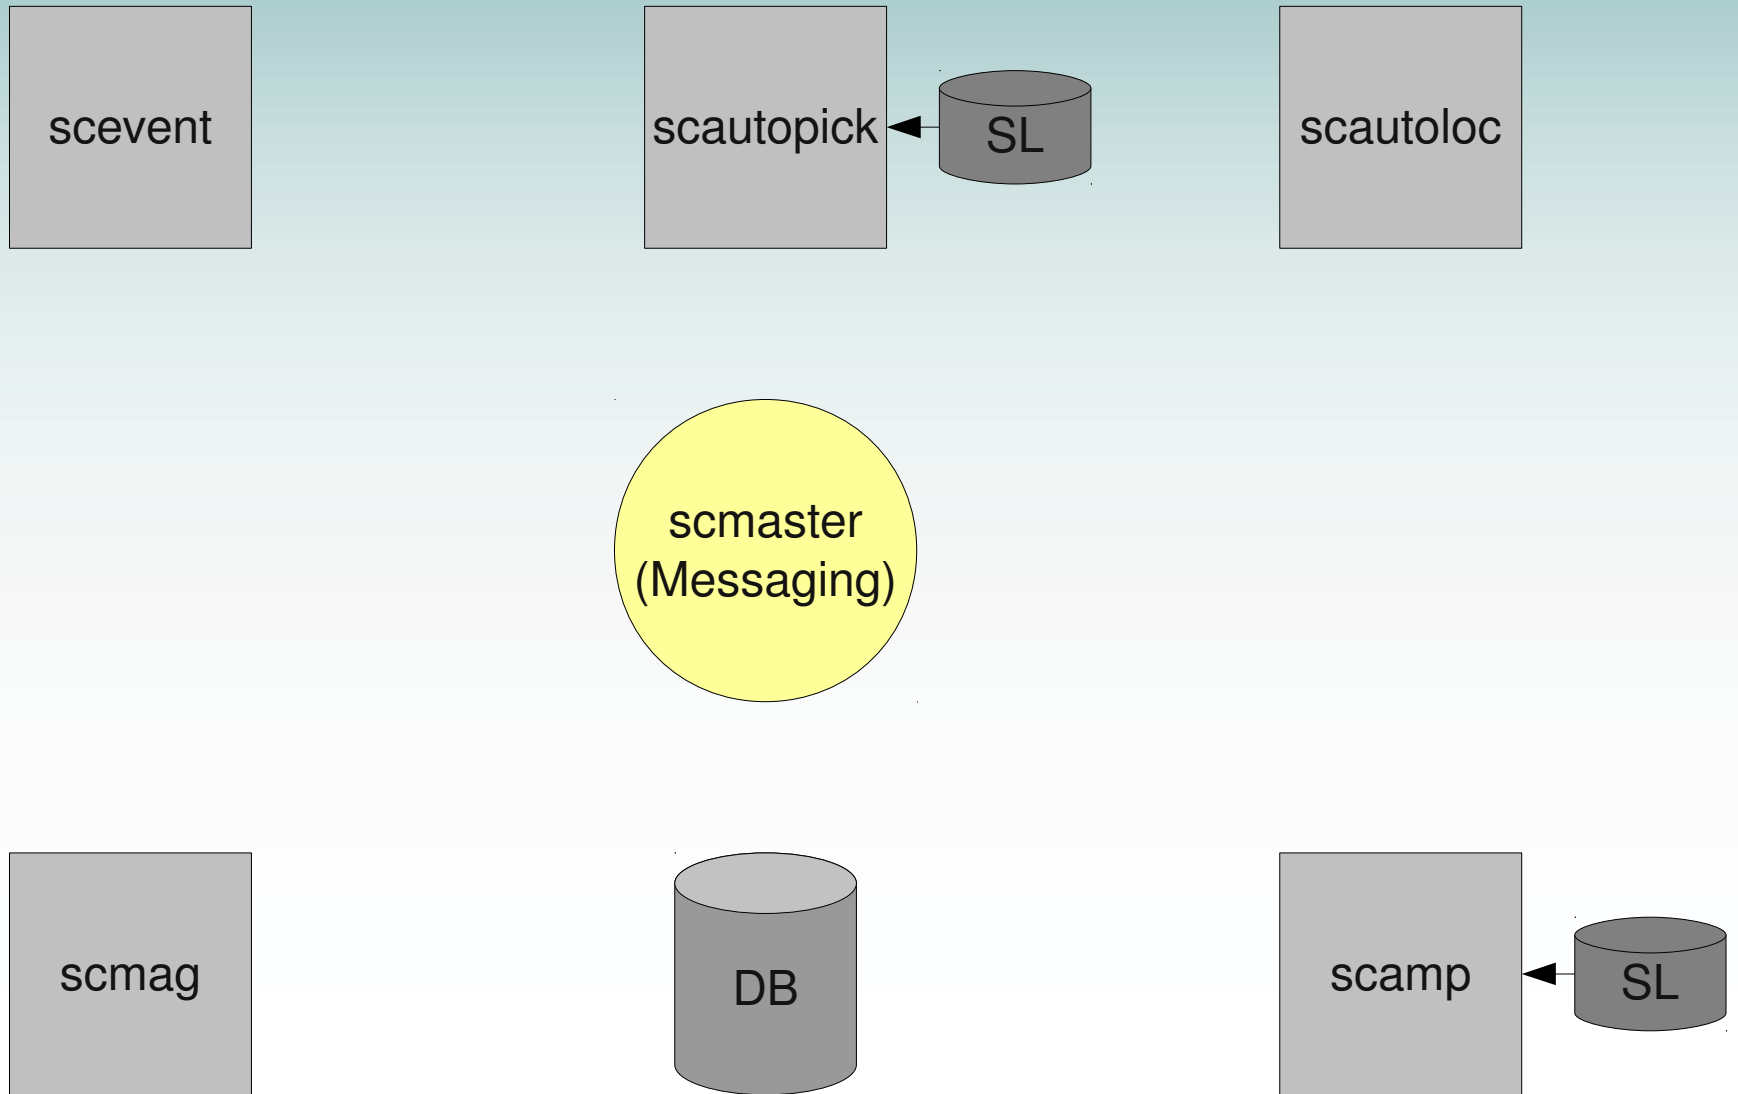 scevent
scautopick
SL
scautoloc
scmaster
(Messaging)
scmag
DB
scamp
SL